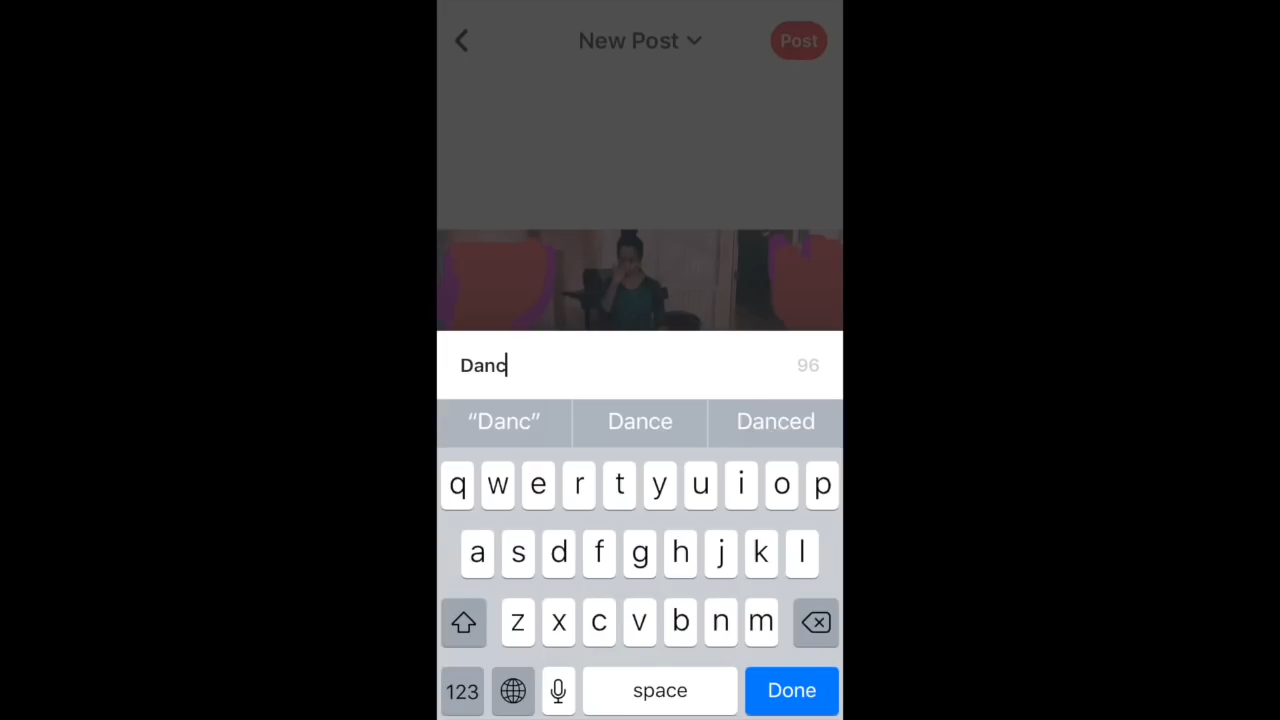 New Post
Post
Danc
96
“Danc”
Dance
Danced
q w e r t y u i o p
a s d f g h j k l
z x c v b n m
123
space
Done